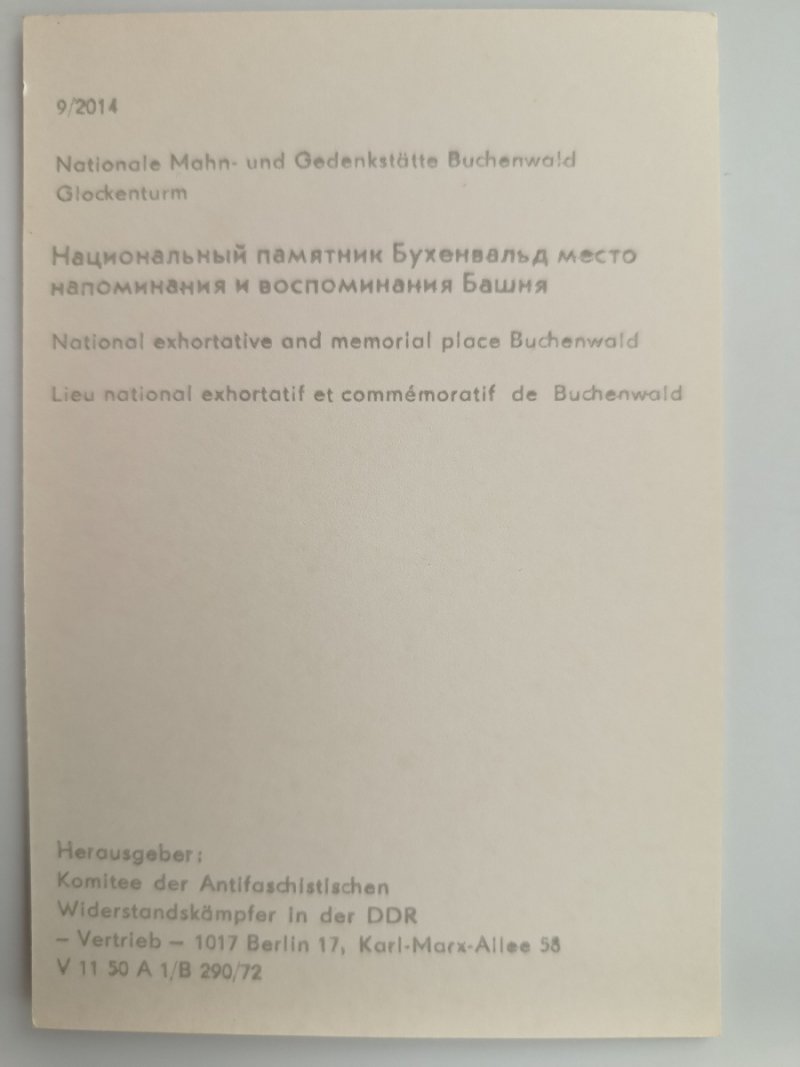 9/2014
Nationale Mahn- und Gedenkstätte Buchenwald
Glockenturm
Национальный памятник Бухенвальд место
напоминания и воспоминания Башня
National exhortative and memorial place Buchenwald
Lieu national exhortatif et commémoratif de Buchenwald
Herausgeber:
Komitee der Antifaschistischen
Widerstandskämpfer in der DDR
– Vertrieb – 1017 Berlin 17, Karl-Marx-Allee 58
V 11 50 A 1/B 290/72